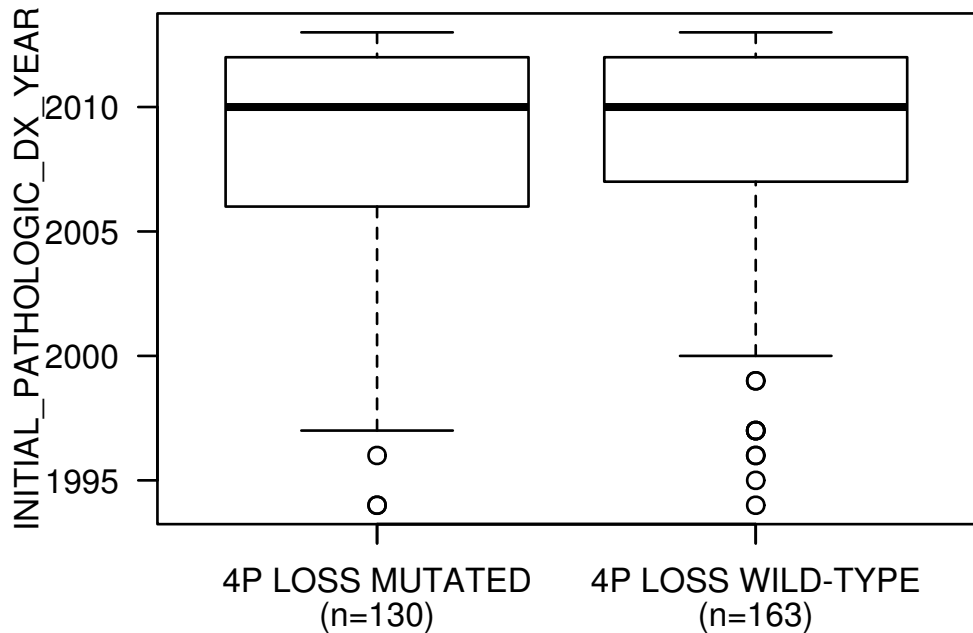 INITIAL_PATHOLOGIC_DX_YEAR
2010
2005
2000
1995
4P LOSS MUTATED
(n=130)
4P LOSS WILD-TYPE
(n=163)